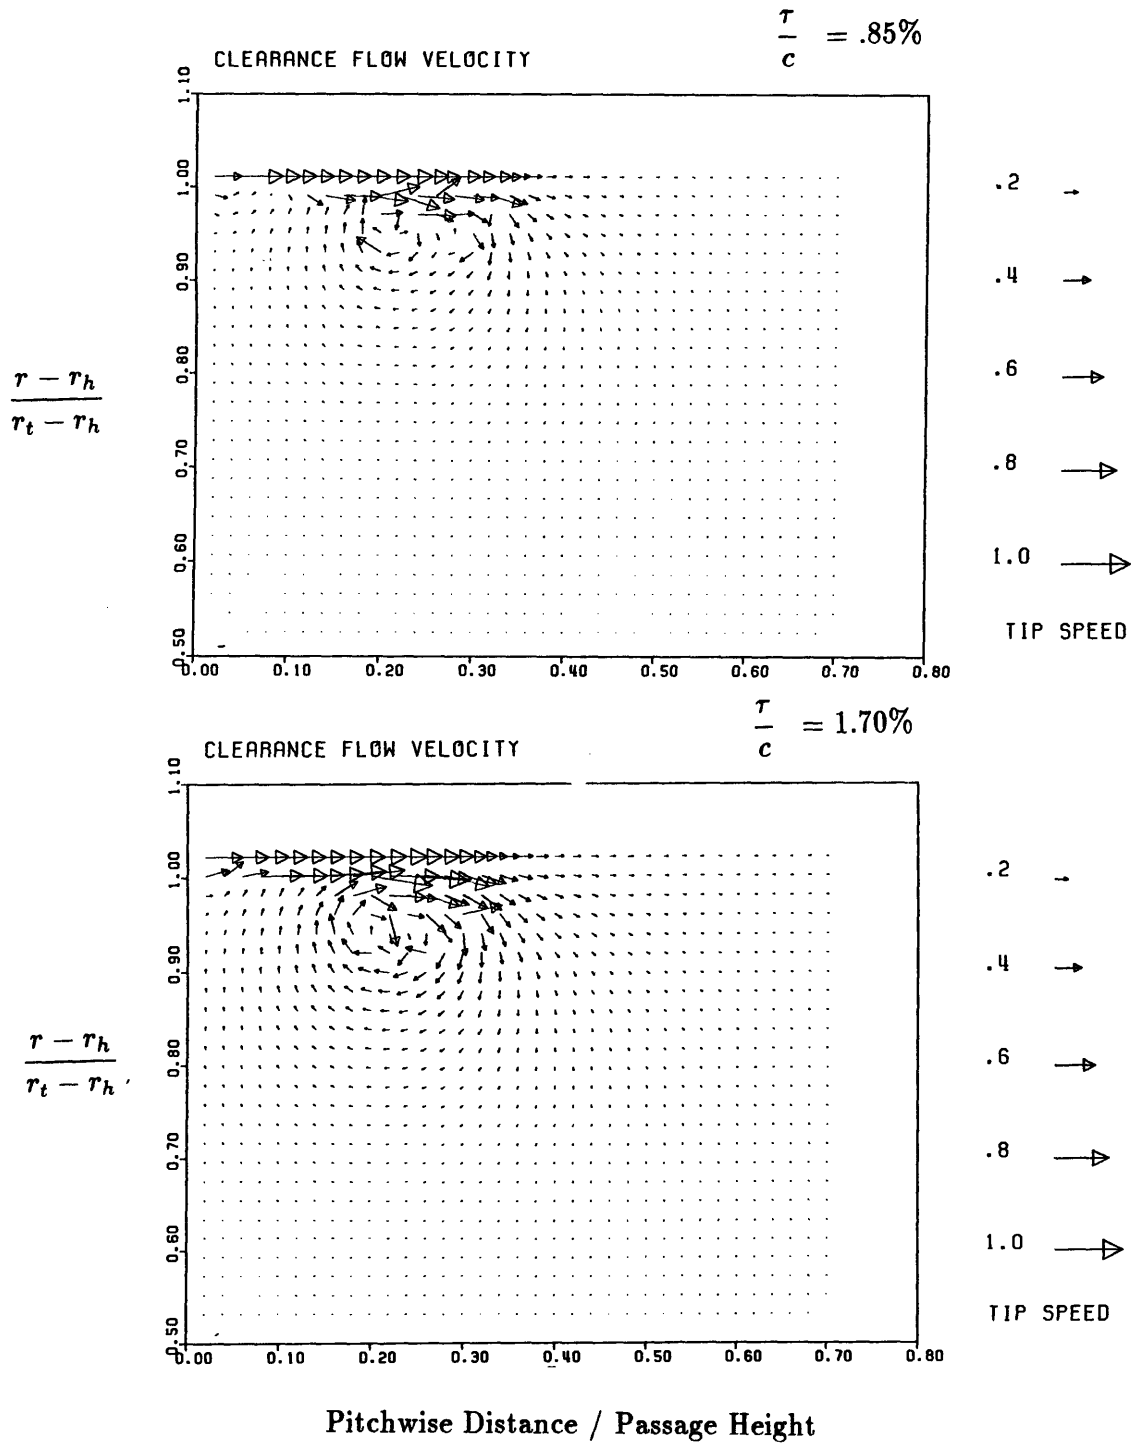 τ/c = .85%
CLEARANCE FLOW VELOCITY
1.10
1.00
0.90
0.80
0.70
0.60
0.50
r − r_h
r_t − r_h
0.00 0.10 0.20 0.30 0.40 0.50 0.60 0.70 0.80
.2
.4
.6
.8
1.0
TIP SPEED
τ/c = 1.70%
CLEARANCE FLOW VELOCITY
1.10
1.00
0.90
0.80
0.70
0.60
0.50
r − r_h
r_t − r_h
0.00 0.10 0.20 0.30 0.40 0.50 0.60 0.70 0.80
.2
.4
.6
.8
1.0
TIP SPEED
Pitchwise Distance / Passage Height